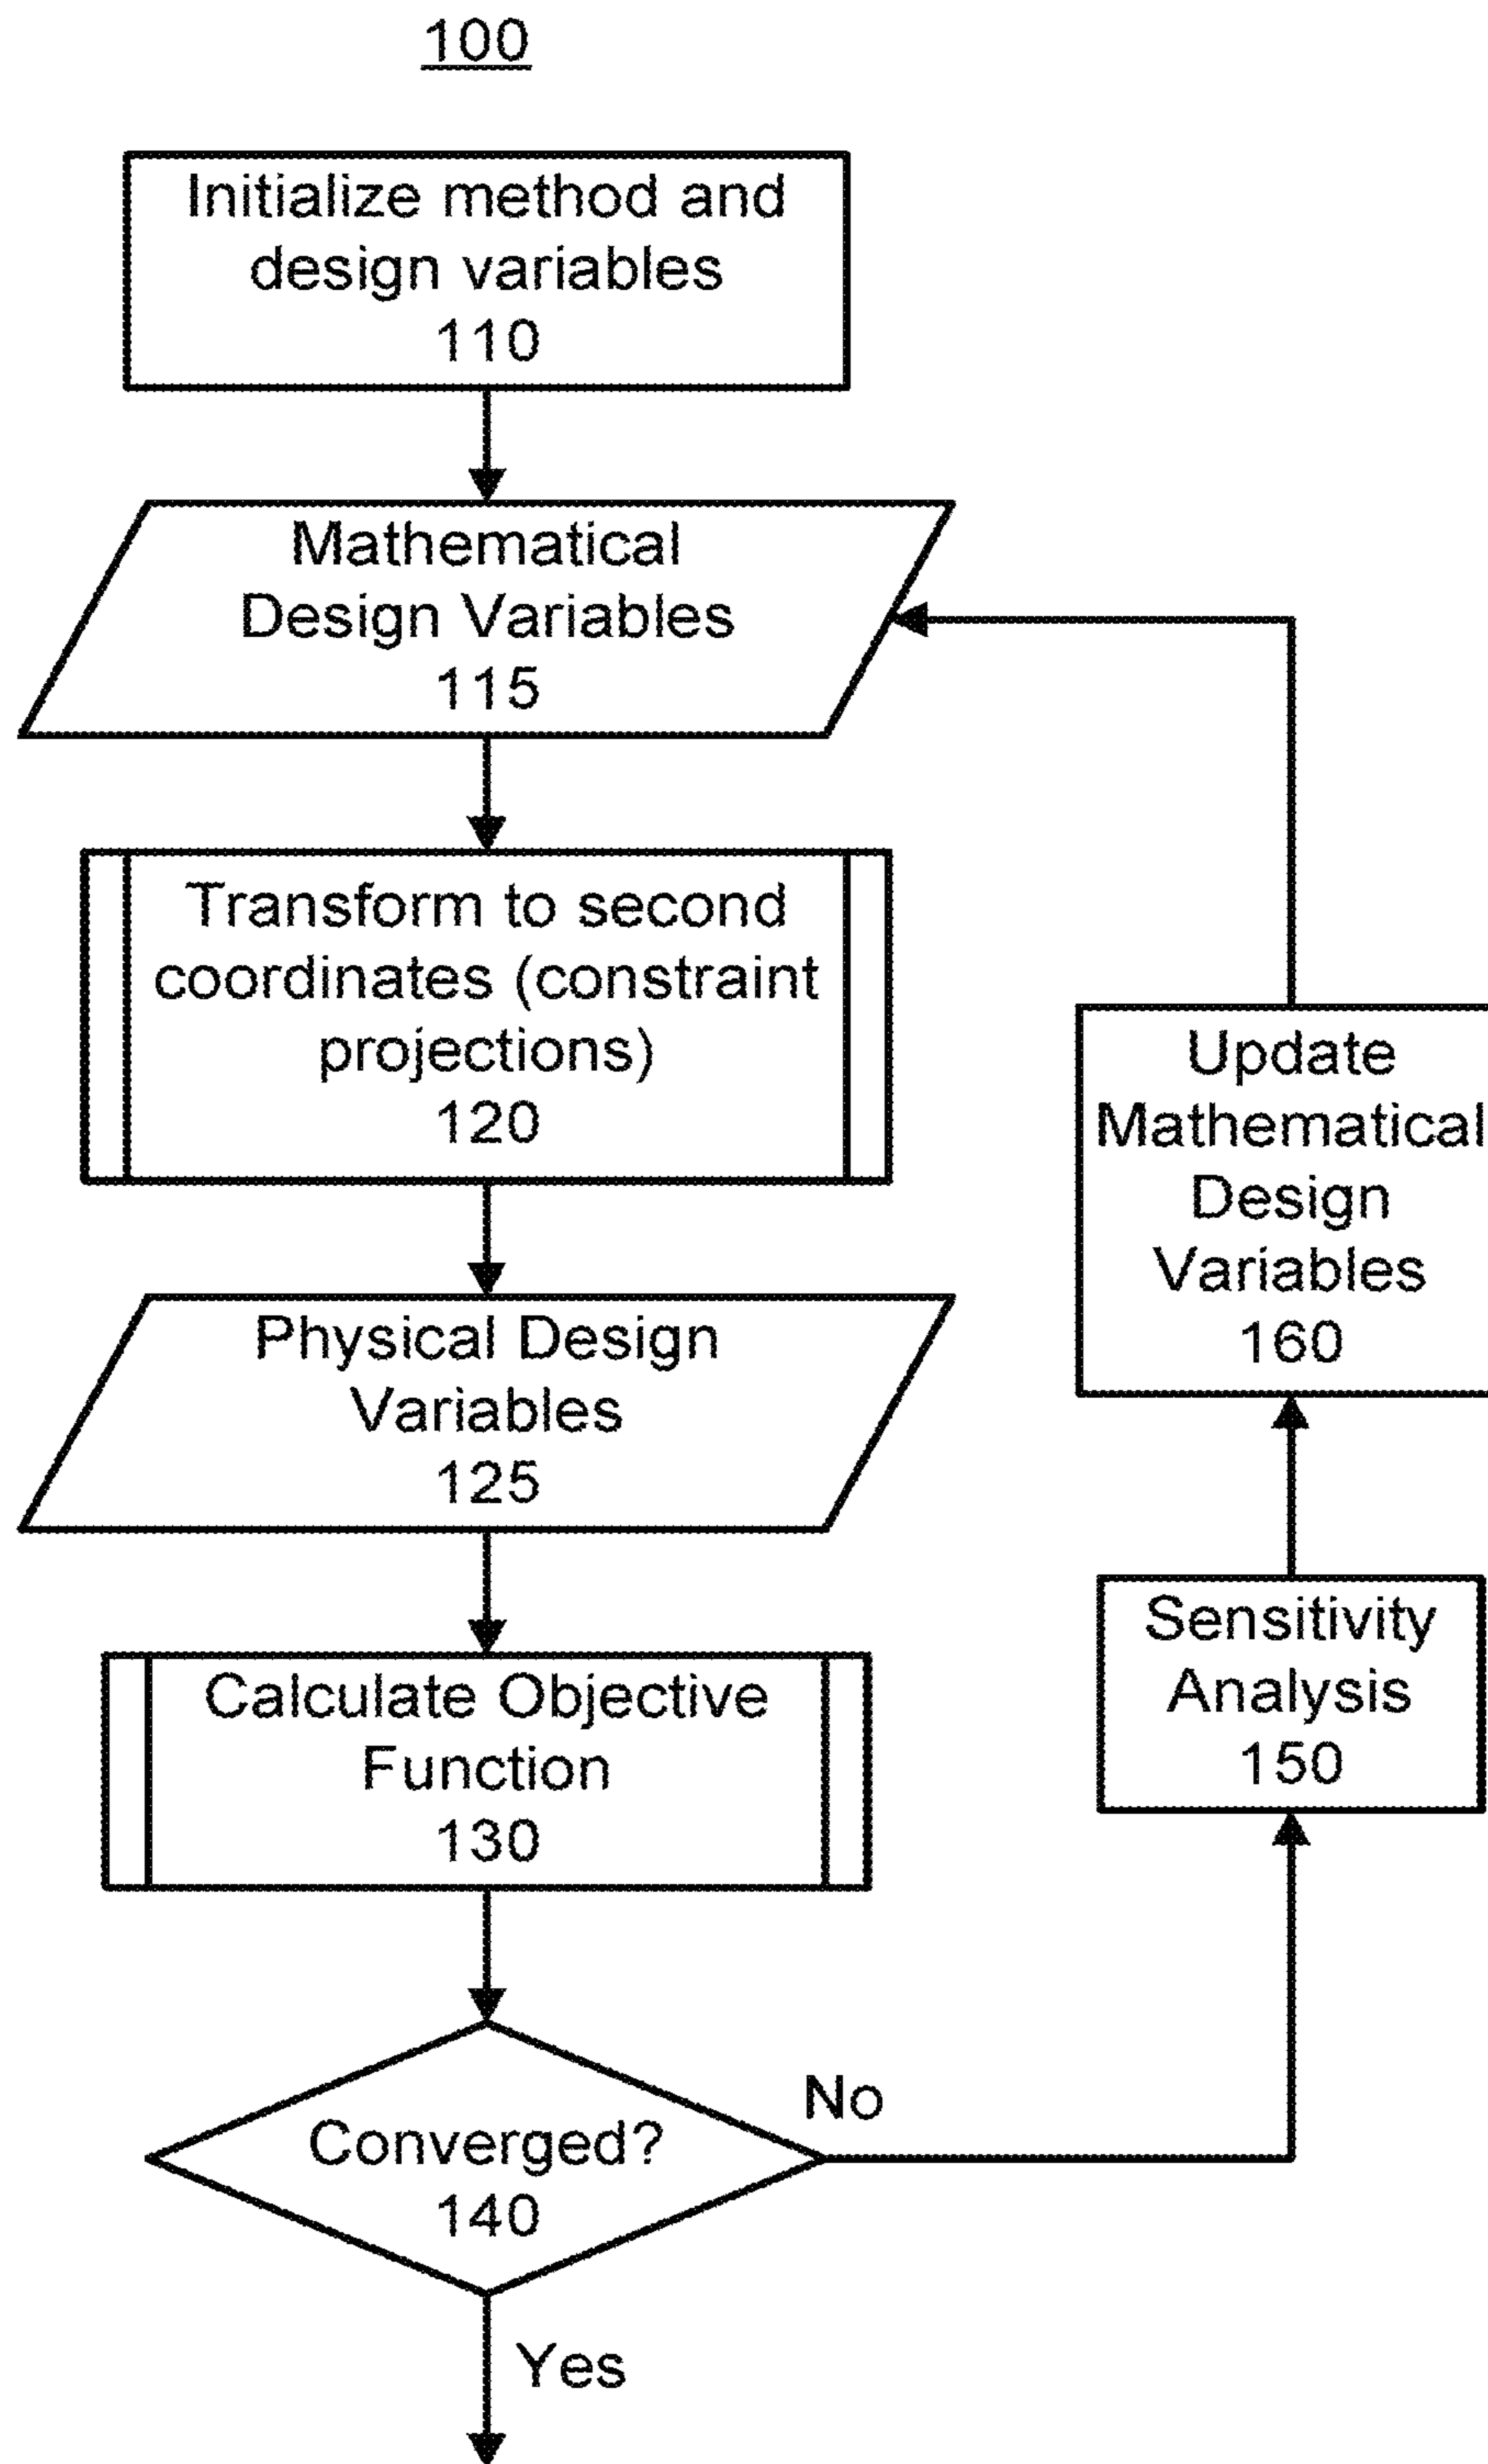 100
Initialize method and
design variables
110
Mathematical
Design Variables
115
Transform to second
coordinates (constraint
projections)
120
Physical Design
Variables
125
Calculate Objective
Function
130
Converged?
140
No
Yes
Sensitivity
Analysis
150
Update
Mathematical
Design
Variables
160